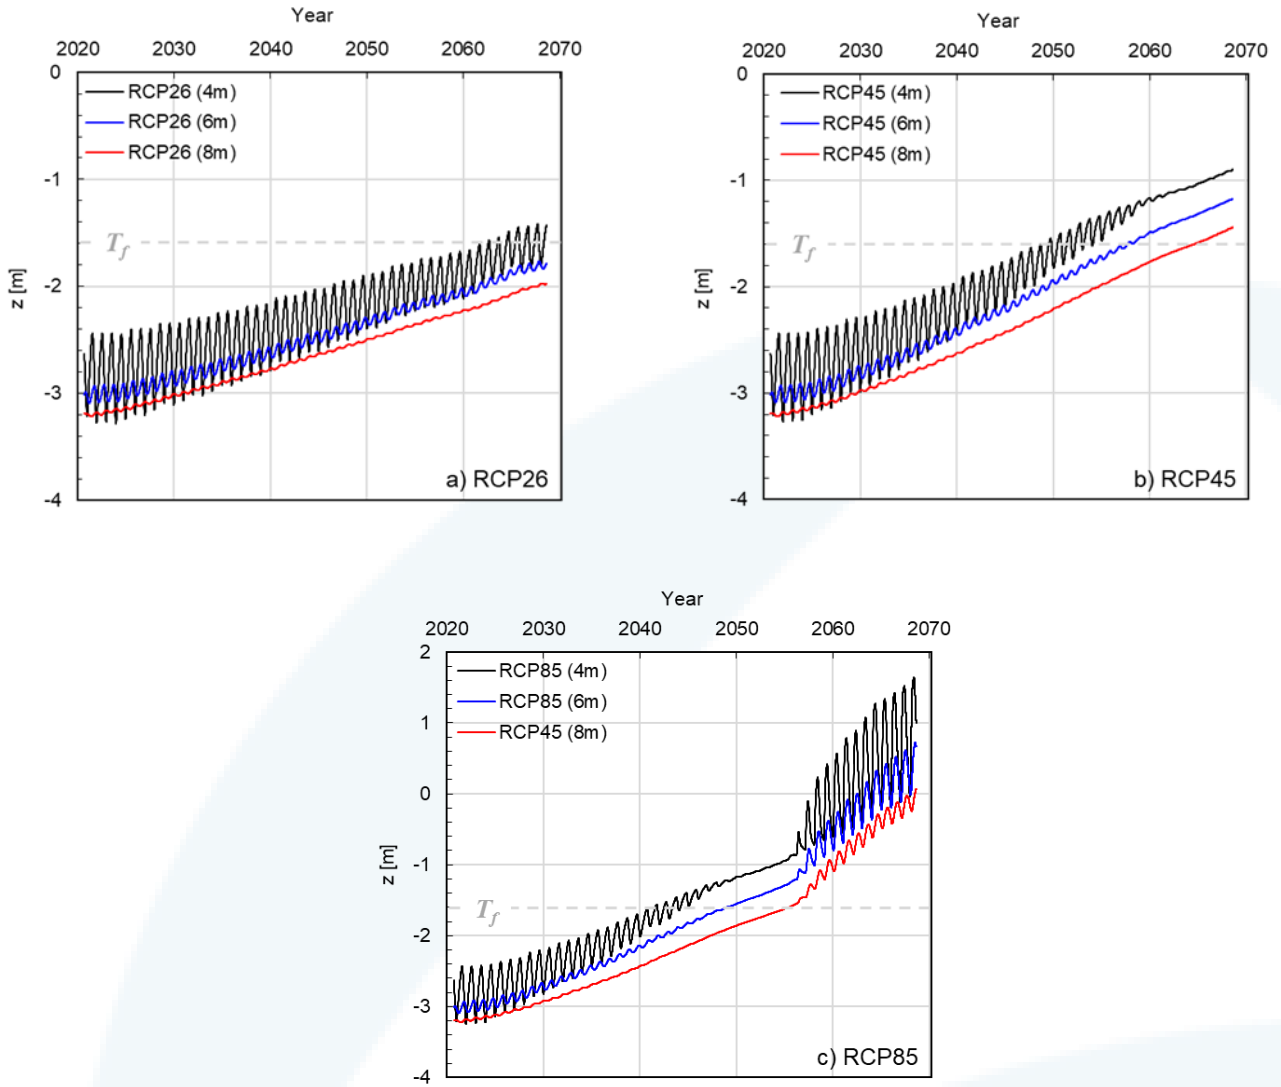 Year
2020 2030 2040 2050 2060 2070
0
RCP26 (4m)
RCP26 (6m)
RCP26 (8m)
-1
T_f
-2
z [m]
-3
a) RCP26
-4
Year
2020 2030 2040 2050 2060 2070
0
RCP45 (4m)
RCP45 (6m)
RCP45 (8m)
-1
T_f
-2
z [m]
-3
b) RCP45
-4
Year
2020 2030 2040 2050 2060 2070
2
RCP85 (4m)
RCP85 (6m)
RCP45 (8m)
1
0
-1
z [m]
T_f
-2
-3
c) RCP85
-4